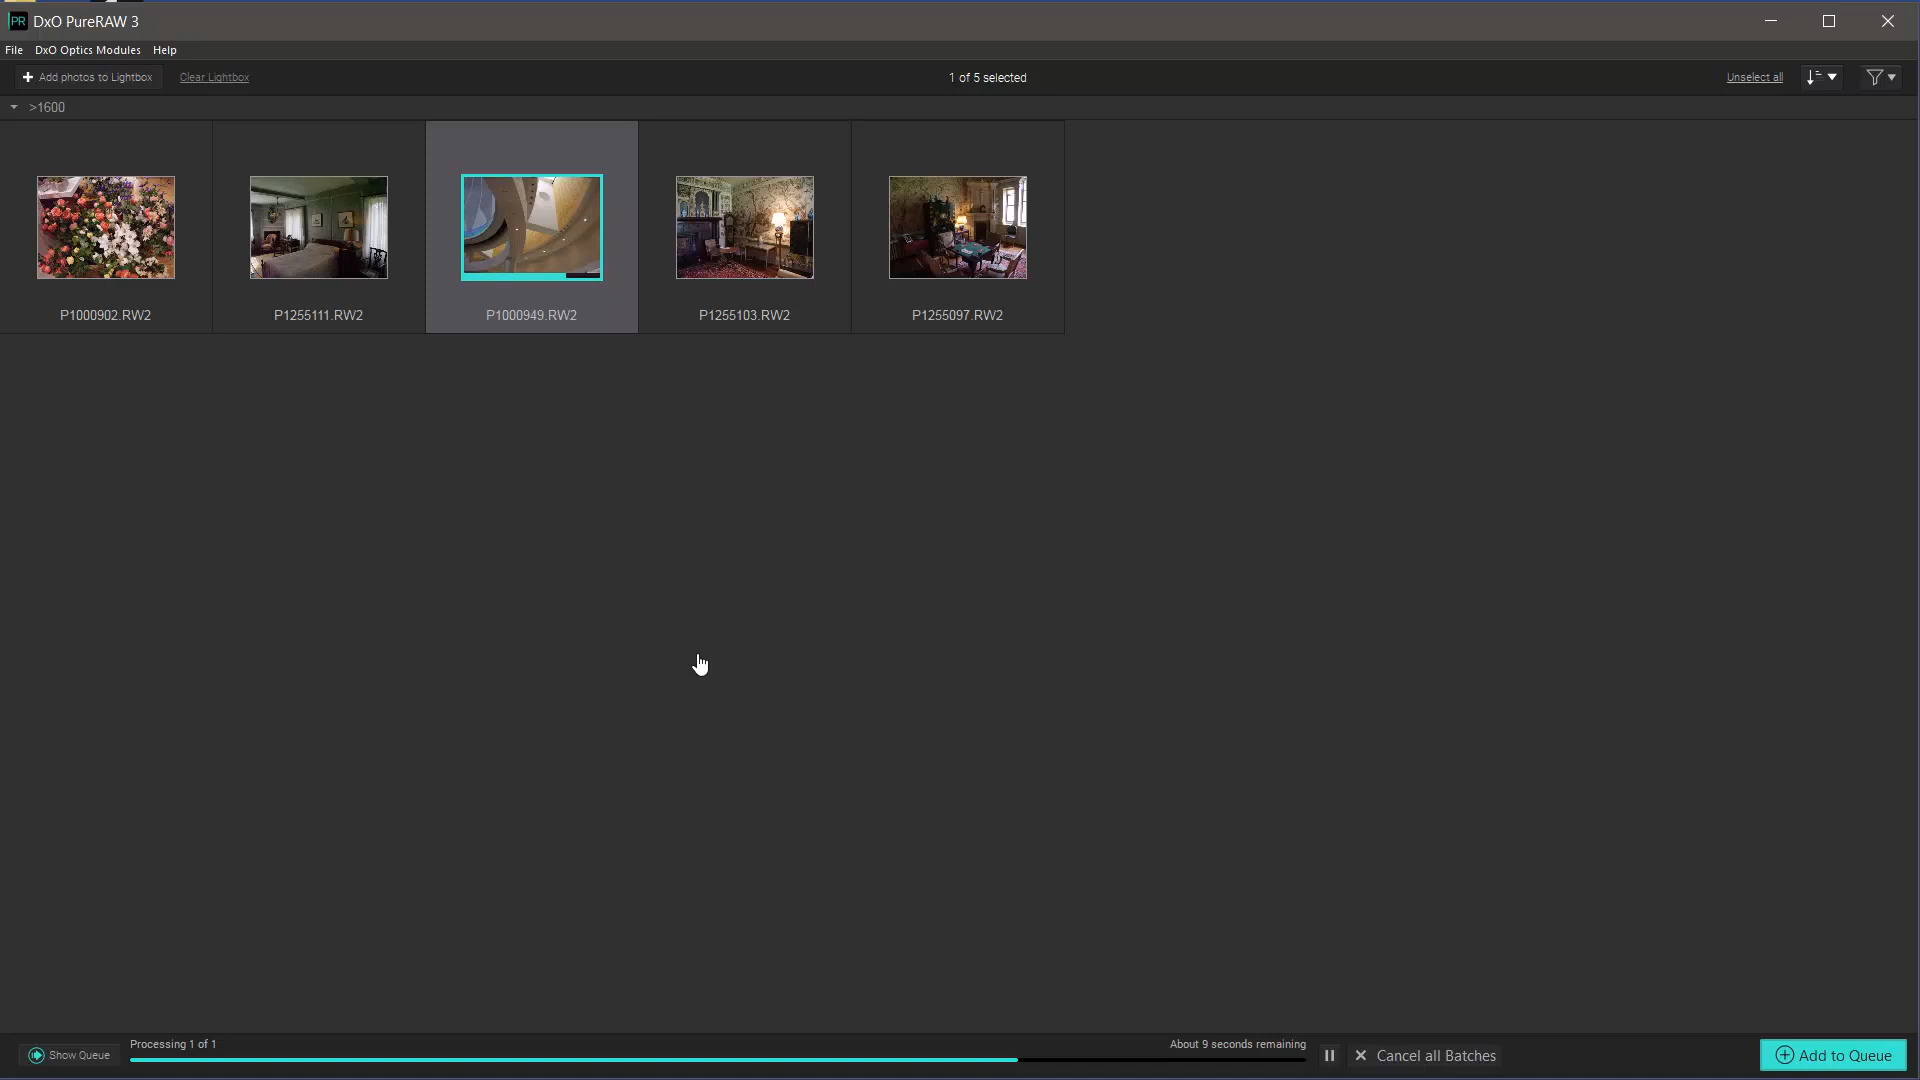 PR DxO PureRAW 3
File DxO Optics Modules Help
Add photos to Lightbox Clear Lightbox 1 of 5 selected Unselect all
>1600
P1000902.RW2 P1255111.RW2 P1000949.RW2 P1255103.RW2 P1255097.RW2
Processing 1 of 1 About 9 seconds remaining
Show Queue Cancel all Batches Add to Queue